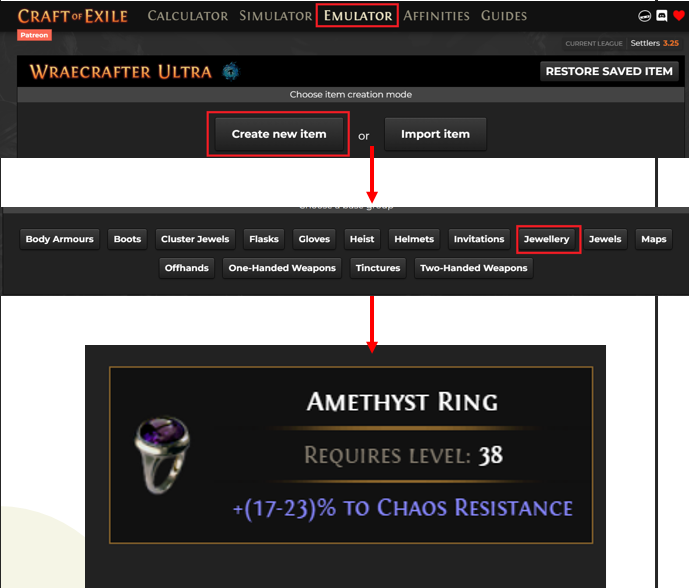 CRAFT OF EXILE CALCULATOR SIMULATOR EMULATOR AFFINITIES GUIDES
Patreon
CURRENT LEAGUE Settlers 3.25
WRAECRAFTER ULTRA RESTORE SAVED ITEM
Choose item creation mode
Create new item or Import item
Choose a base group
Body Armours Boots Cluster Jewels Flasks Gloves Heist Helmets Invitations Jewellery Jewels Maps
Offhands One-Handed Weapons Tinctures Two-Handed Weapons
AMETHYST RING
REQUIRES LEVEL: 38
+(17-23)% TO CHAOS RESISTANCE